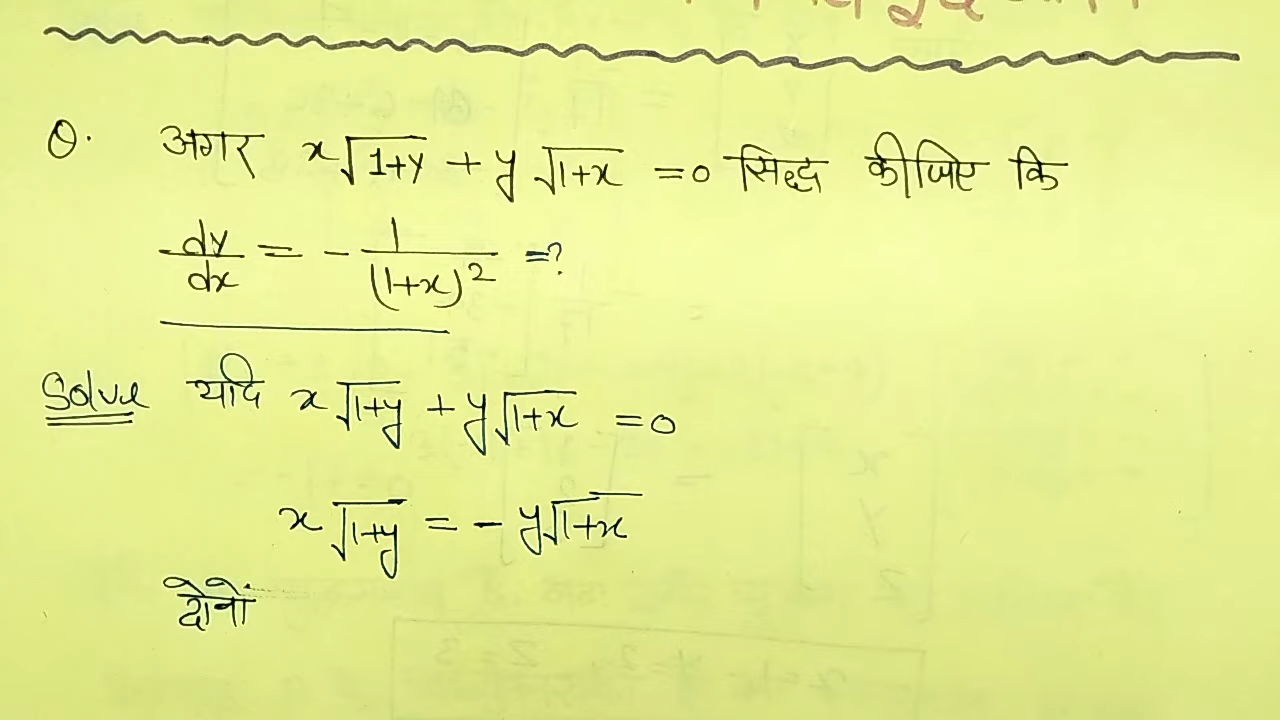 Q. अगर x√1+y + y√1+x =0 सिद्ध कीजिए कि
dy/dx = - 1/(1+x)² =?
Solve यदि x√1+y + y√1+x =0
x√1+y = - y√1+x
दोनों